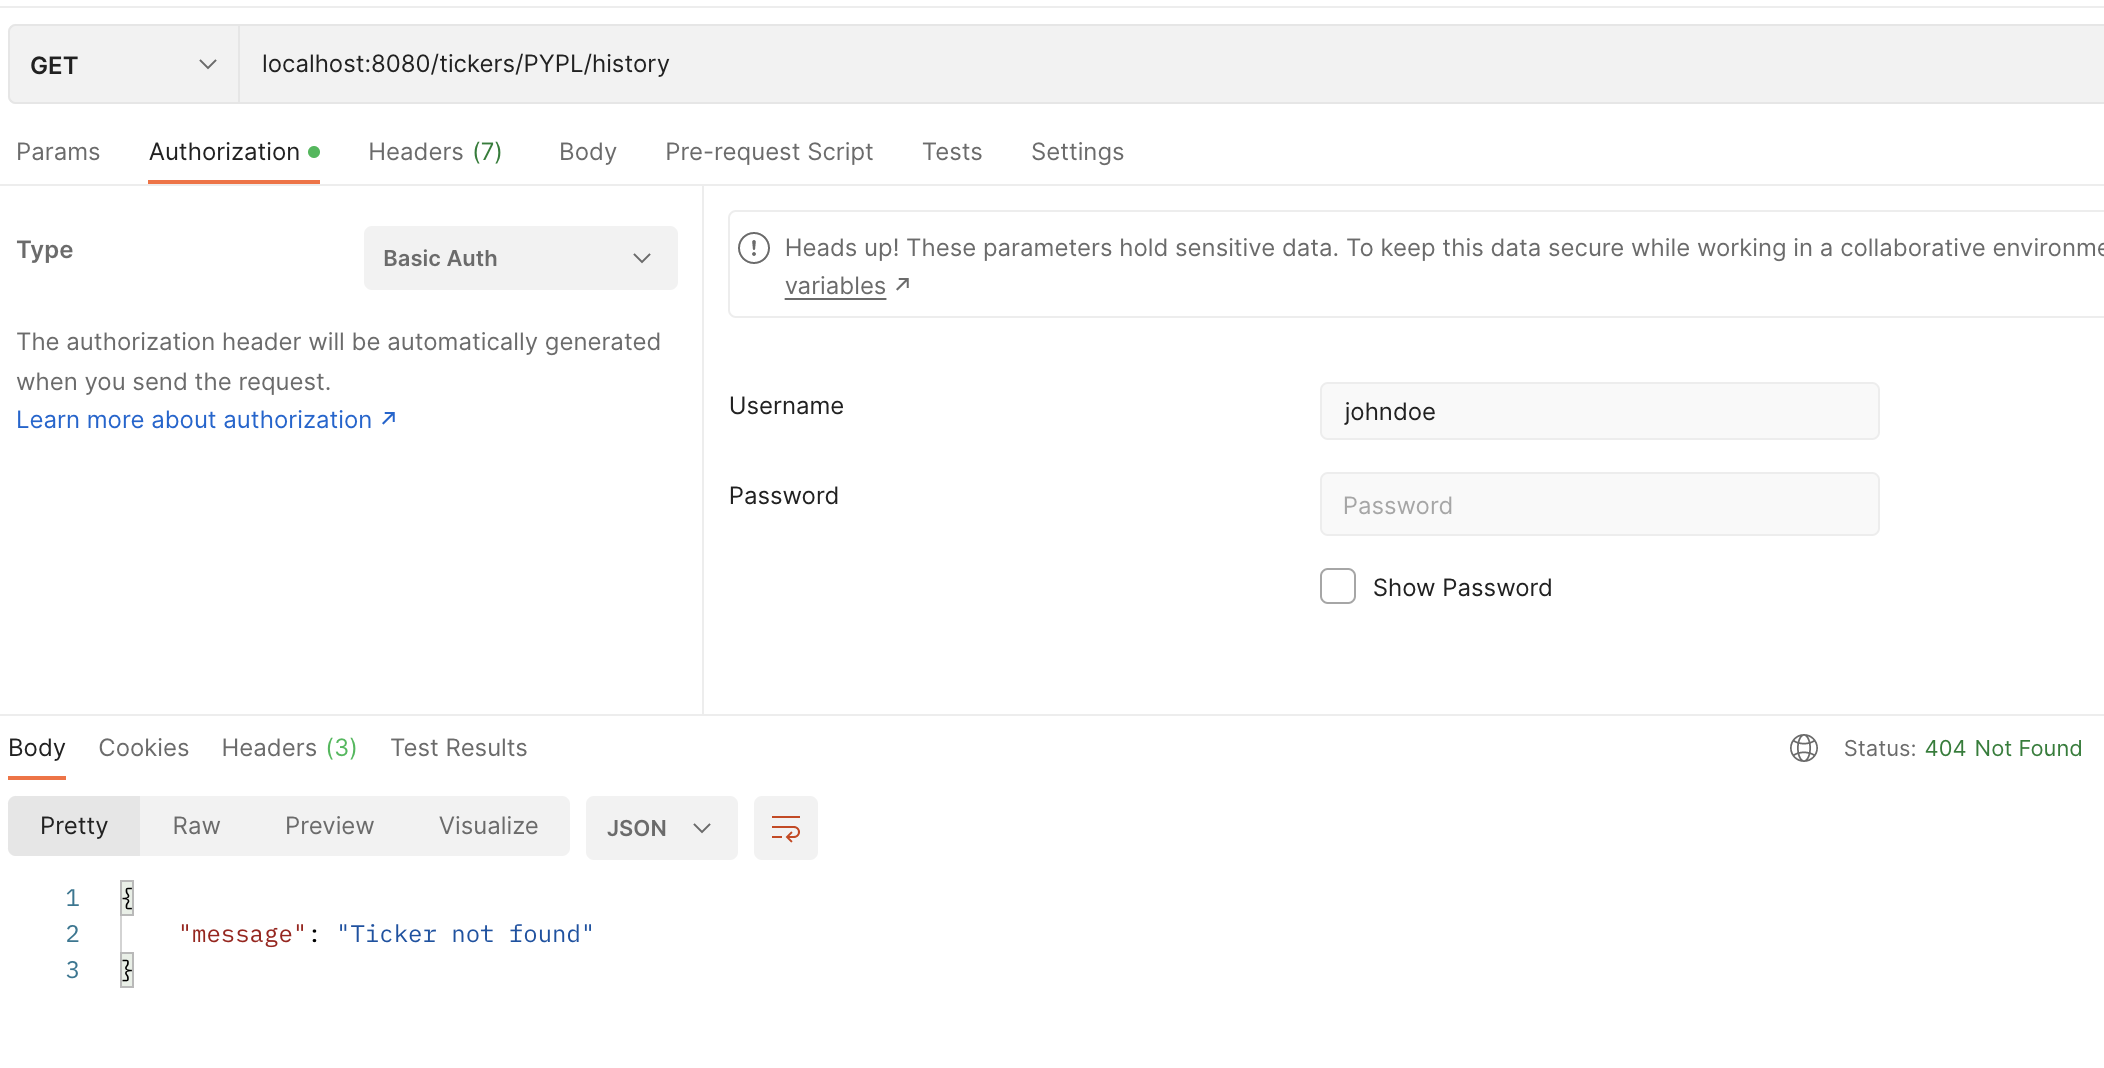 GET localhost:8080/tickers/PYPL/history
Params Authorization Headers (7) Body Pre-request Script Tests Settings
Type Basic Auth
The authorization header will be automatically generated
when you send the request.
Learn more about authorization ↗
Heads up! These parameters hold sensitive data. To keep this data secure while working in a collaborative
variables ↗
Username johndoe
Password Password
Show Password
Body Cookies Headers (3) Test Results Status: 404 Not Found
Pretty Raw Preview Visualize JSON
1 {
2 "message": "Ticker not found"
3 }